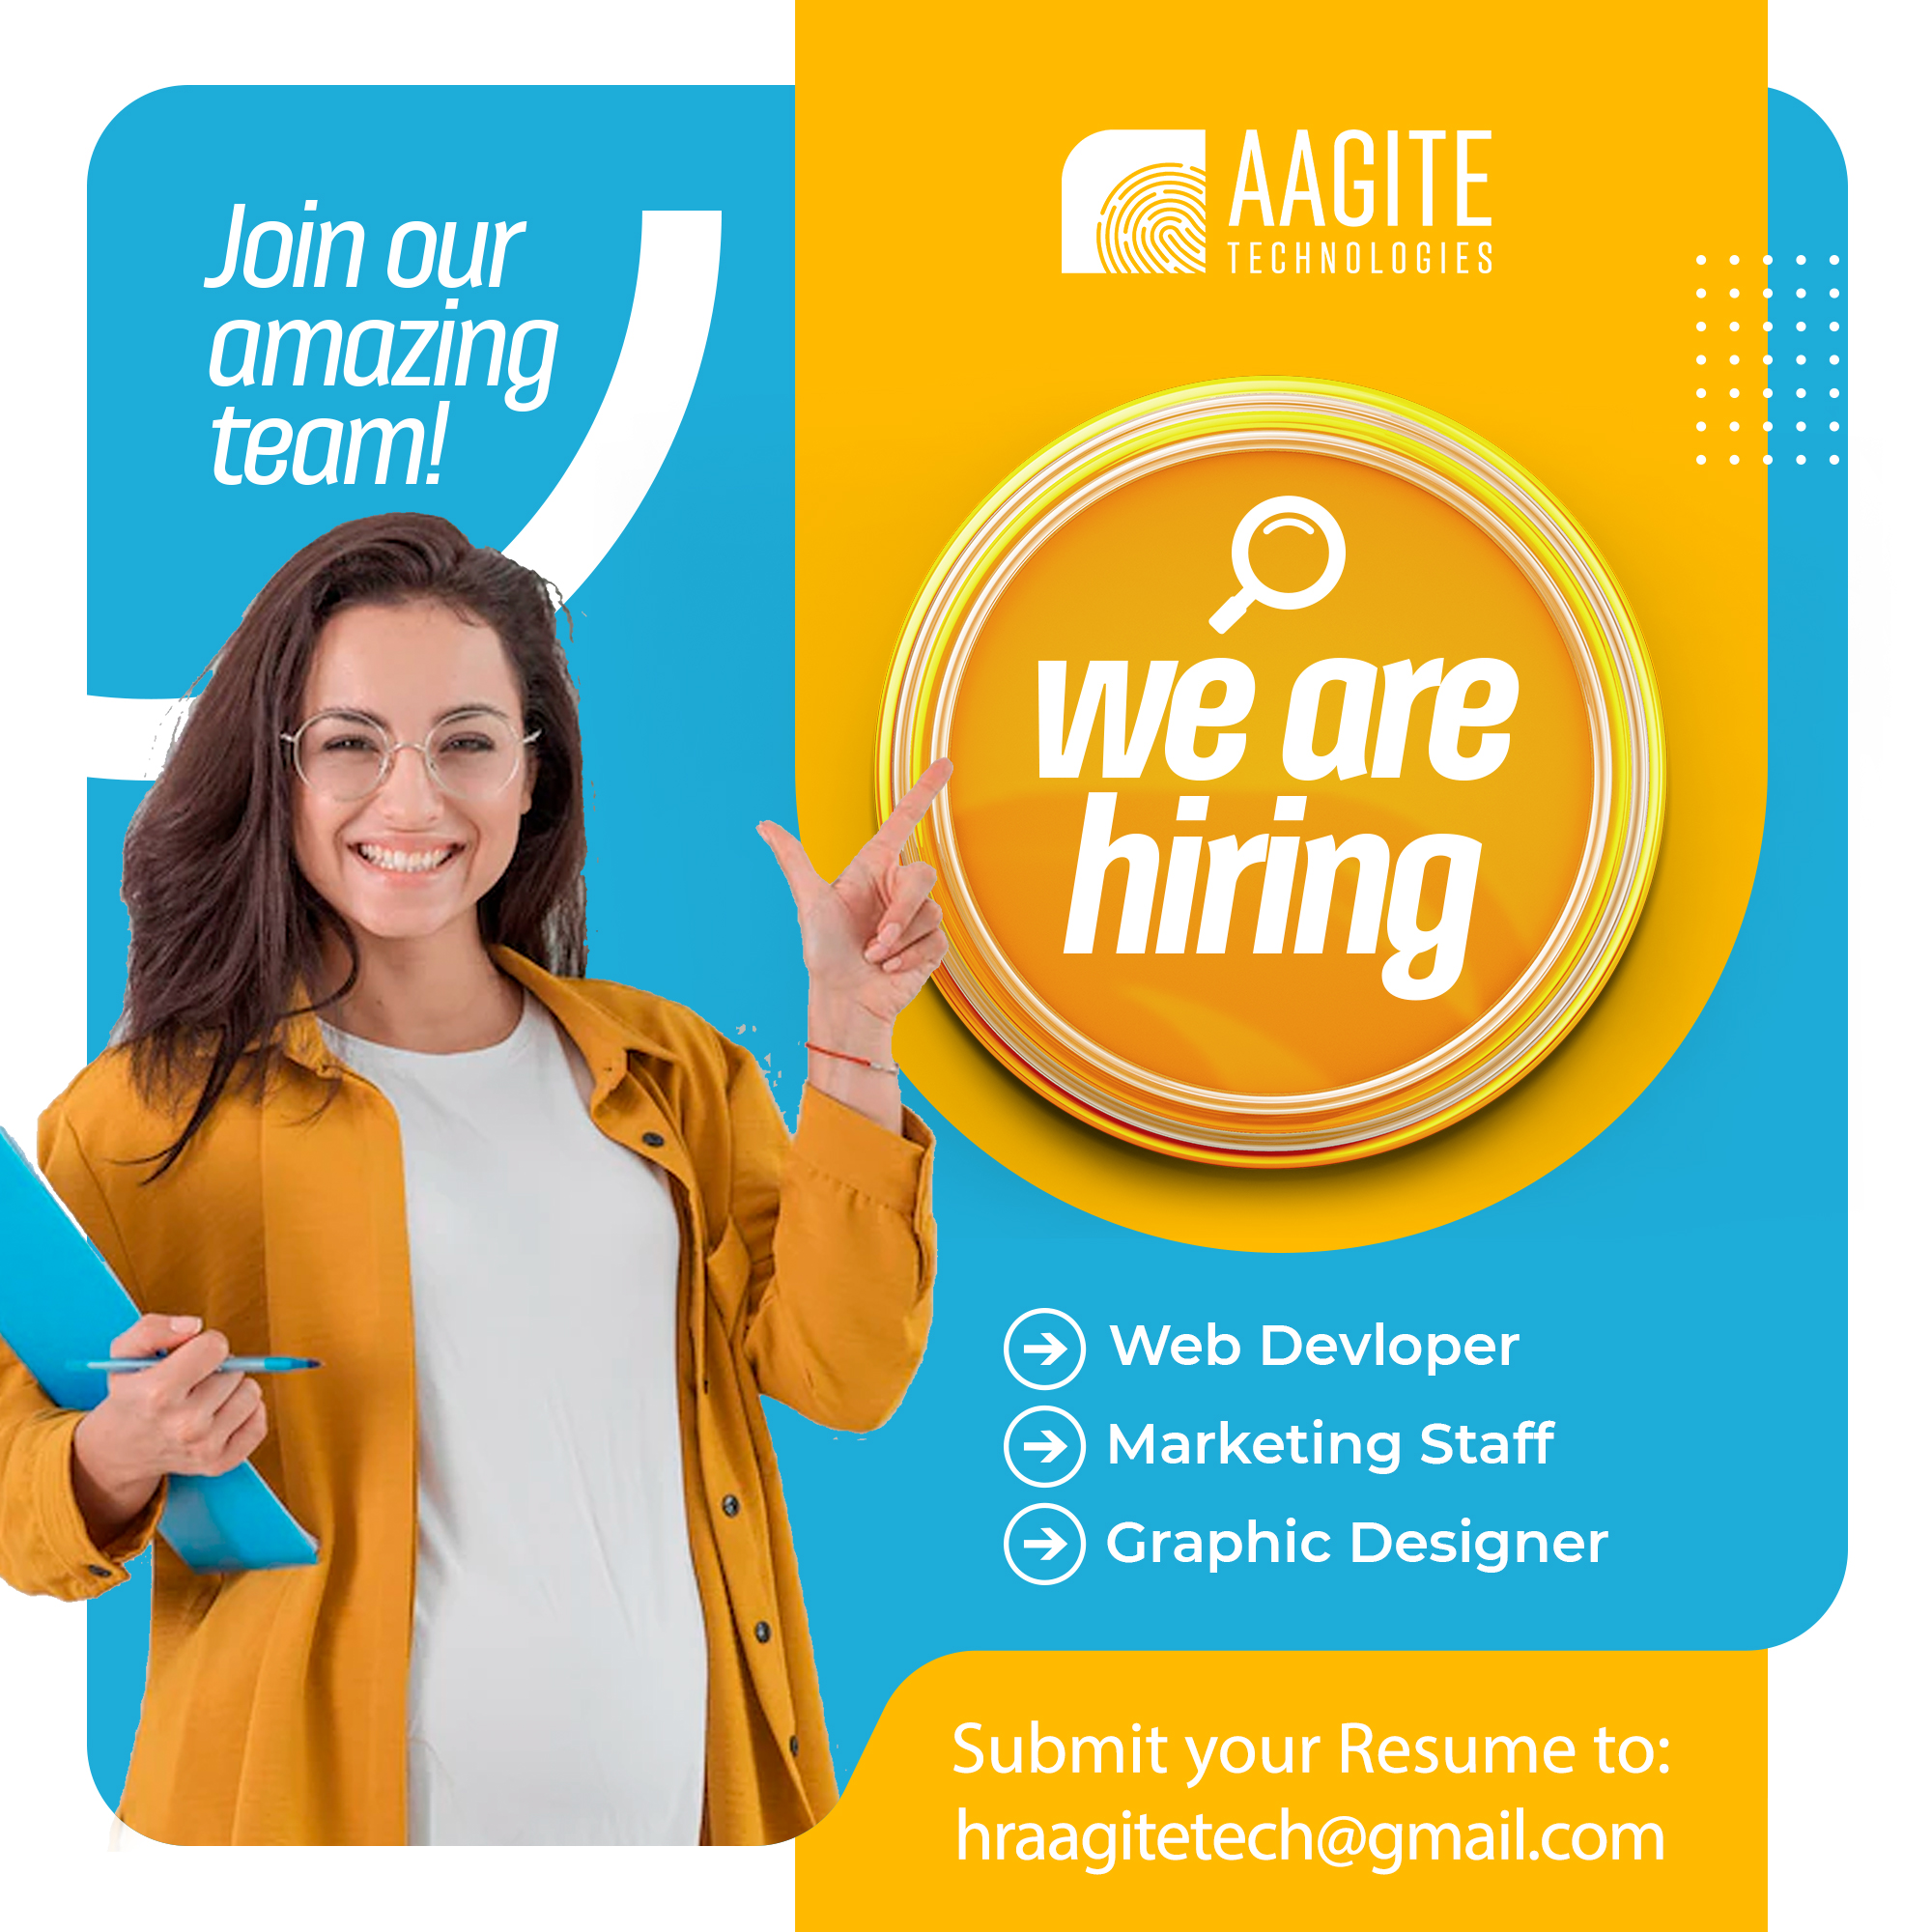 Join our
amazing
team!
AAGITE
TECHNOLOGIES
we are
hiring
Web Devloper
Marketing Staff
Graphic Designer
Submit your Resume to:
hraagitetech@gmail.com